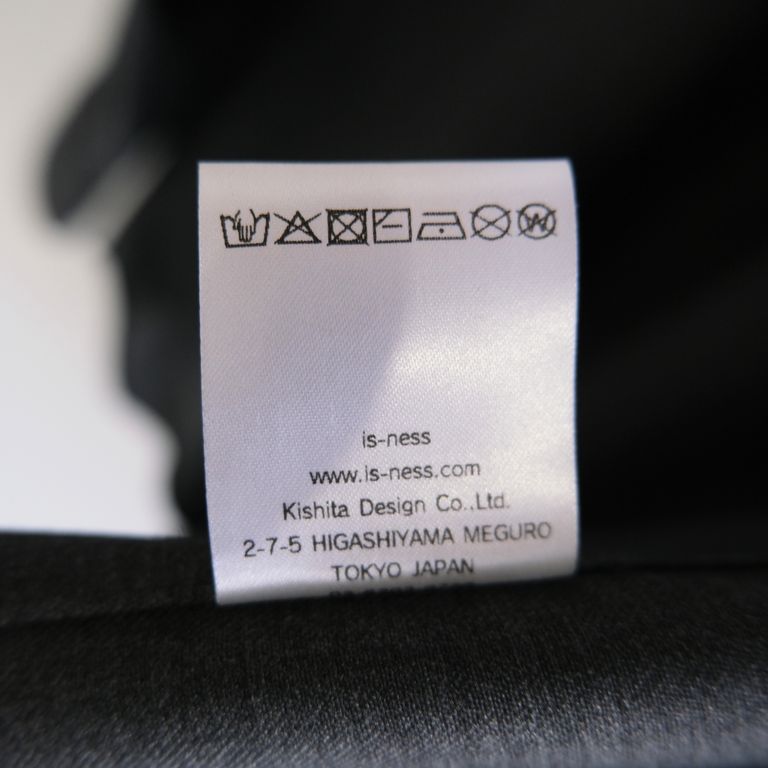 is-ness
www.is-ness.com
Kishita Design Co.,Ltd.
2-7-5 HIGASHIYAMA MEGURO
TOKYO JAPAN